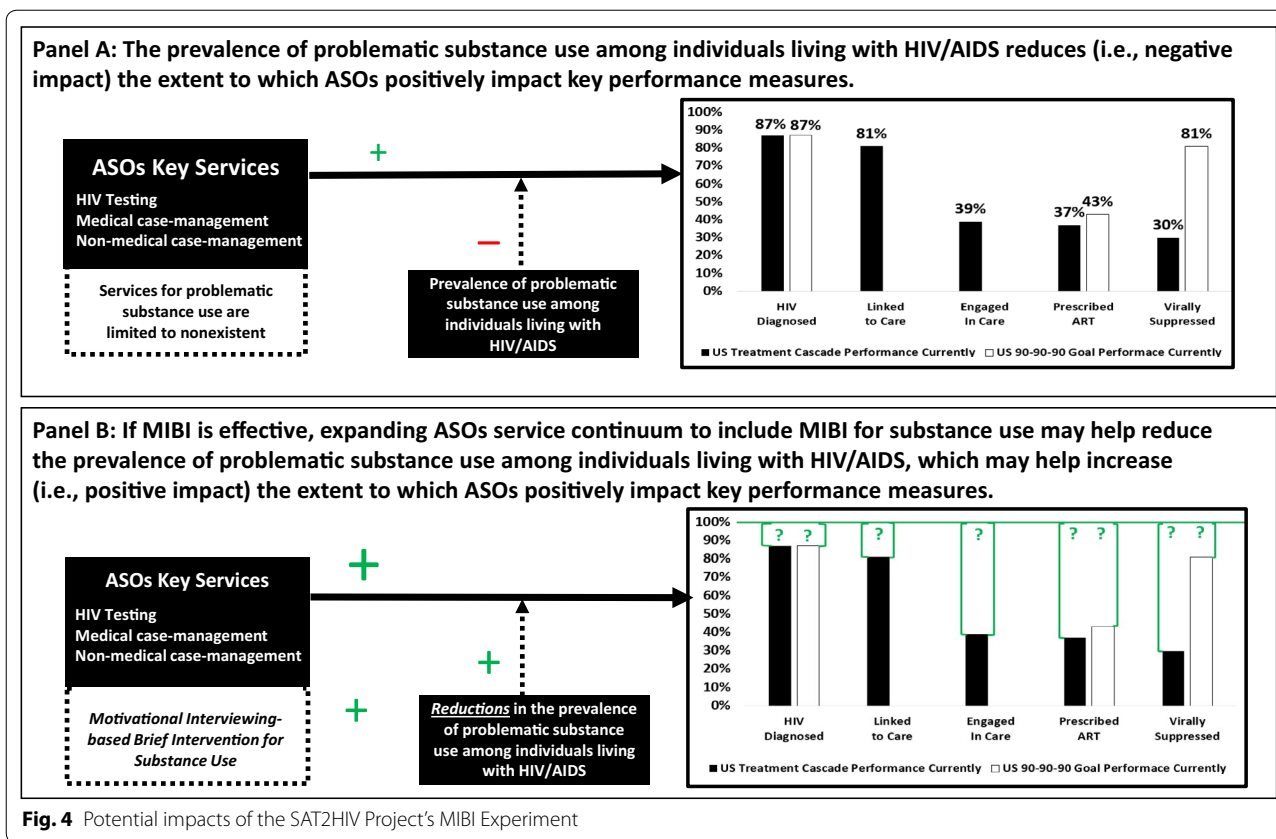 Panel A: The prevalence of problematic substance use among individuals living with HIV/AIDS reduces (i.e., negative
impact) the extent to which ASOs positively impact key performance measures.
ASOs Key Services
HIV Testing
Medical case-management
Non-medical case-management
Services for problematic
substance use are
limited to nonexistent
+
−
Prevalence of problematic
substance use among
individuals living with
HIV/AIDS
100%
90%
80%
70%
60%
50%
40%
30%
20%
10%
0%
87% 87%
81%
39%
37% 43%
30% 81%
HIV
Diagnosed
Linked
to Care
Engaged
In Care
Prescribed
ART
Virally
Suppressed
US Treatment Cascade Performance Currently
US 90-90-90 Goal Performace Currently
Panel B: If MIBI is effective, expanding ASOs service continuum to include MIBI for substance use may help reduce
the prevalence of problematic substance use among individuals living with HIV/AIDS, which may help increase
(i.e., positive impact) the extent to which ASOs positively impact key performance measures.
ASOs Key Services
HIV Testing
Medical case-management
Non-medical case-management
Motivational Interviewing-
based Brief Intervention for
Substance Use
+
+
+
Reductions in the prevalence
of problematic substance
use among individuals living
with HIV/AIDS
100%
90%
80%
70%
60%
50%
40%
30%
20%
10%
0%
? ? ? ? ? ? ? ?
HIV
Diagnosed
Linked
to Care
Engaged
In Care
Prescribed
ART
Virally
Suppressed
US Treatment Cascade Performance Currently
US 90-90-90 Goal Performace Currently
Fig. 4 Potential impacts of the SAT2HIV Project's MIBI Experiment